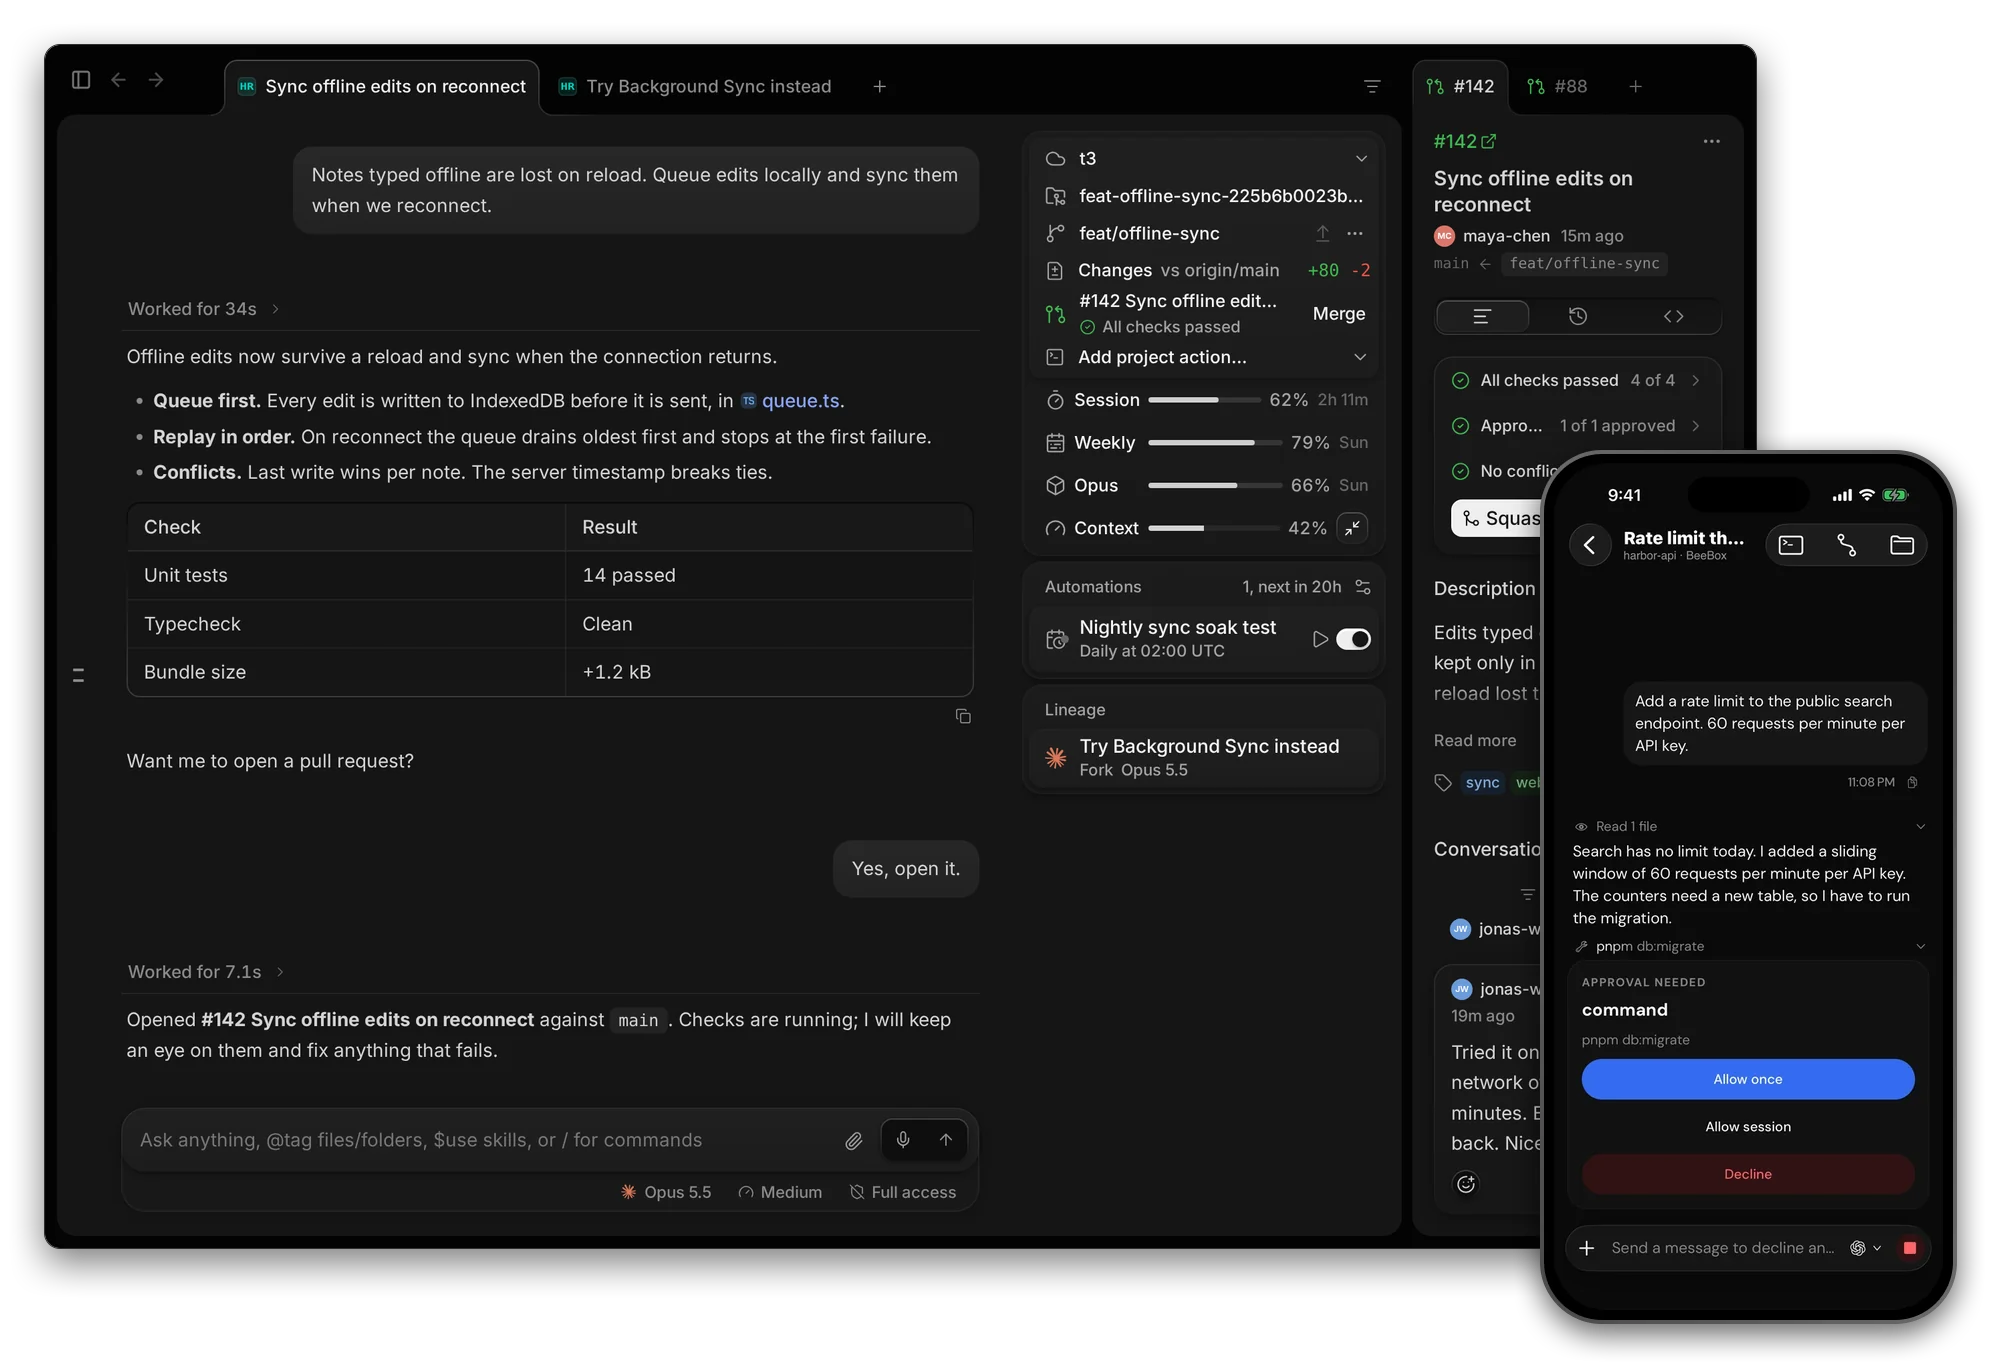 HR Sync offline edits on reconnect
HR Try Background Sync instead
#142
#88
Notes typed offline are lost on reload. Queue edits locally and sync them
when we reconnect.
Worked for 34s
Offline edits now survive a reload and sync when the connection returns.
• Queue first. Every edit is written to IndexedDB before it is sent, in TS queue.ts.
• Replay in order. On reconnect the queue drains oldest first and stops at the first failure.
• Conflicts. Last write wins per note. The server timestamp breaks ties.
Check Result
Unit tests 14 passed
Typecheck Clean
Bundle size +1.2 kB
Want me to open a pull request?
Yes, open it.
Worked for 7.1s
Opened #142 Sync offline edits on reconnect against main. Checks are running; I will keep
an eye on them and fix anything that fails.
Ask anything, @tag files/folders, $use skills, or / for commands
Opus 5.5 Medium Full access
t3
feat-offline-sync-225b6b0023b...
feat/offline-sync
Changes vs origin/main +80 -2
#142 Sync offline edit...
All checks passed
Merge
Add project action...
Session 62% 2h 11m
Weekly 79% Sun
Opus 66% Sun
Context 42%
Automations 1, next in 20h
Nightly sync soak test
Daily at 02:00 UTC
Lineage
Try Background Sync instead
Fork Opus 5.5
#142
Sync offline edits on
reconnect
MC maya-chen 15m ago
main ← feat/offline-sync
All checks passed 4 of 4
Appro... 1 of 1 approved
No conflic
Squas
Description
Edits typed
kept only in
reload lost t
Read more
sync web
Conversatio
JW jonas-w
JW jonas-w
19m ago
Tried it on
network o
minutes. E
back. Nice
9:41
Rate limit th...
harbor-api · BeeBox
Add a rate limit to the public search
endpoint. 60 requests per minute per
API key.
11:08 PM
Read 1 file
Search has no limit today. I added a sliding
window of 60 requests per minute per API key.
The counters need a new table, so I have to run
the migration.
pnpm db:migrate
APPROVAL NEEDED
command
pnpm db:migrate
Allow once
Allow session
Decline
Send a message to decline an...